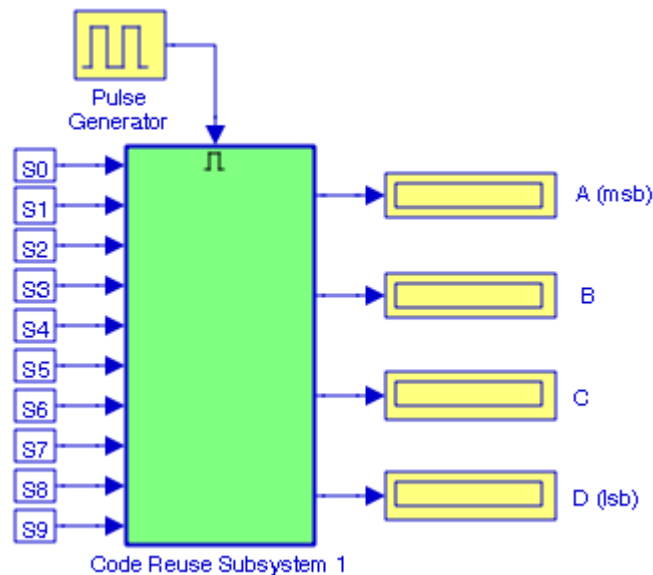 Pulse
Generator
S0
S1
S2
S3
S4
S5
S6
S7
S8
S9
A (msb)
B
C
D (lsb)
Code Reuse Subsystem 1